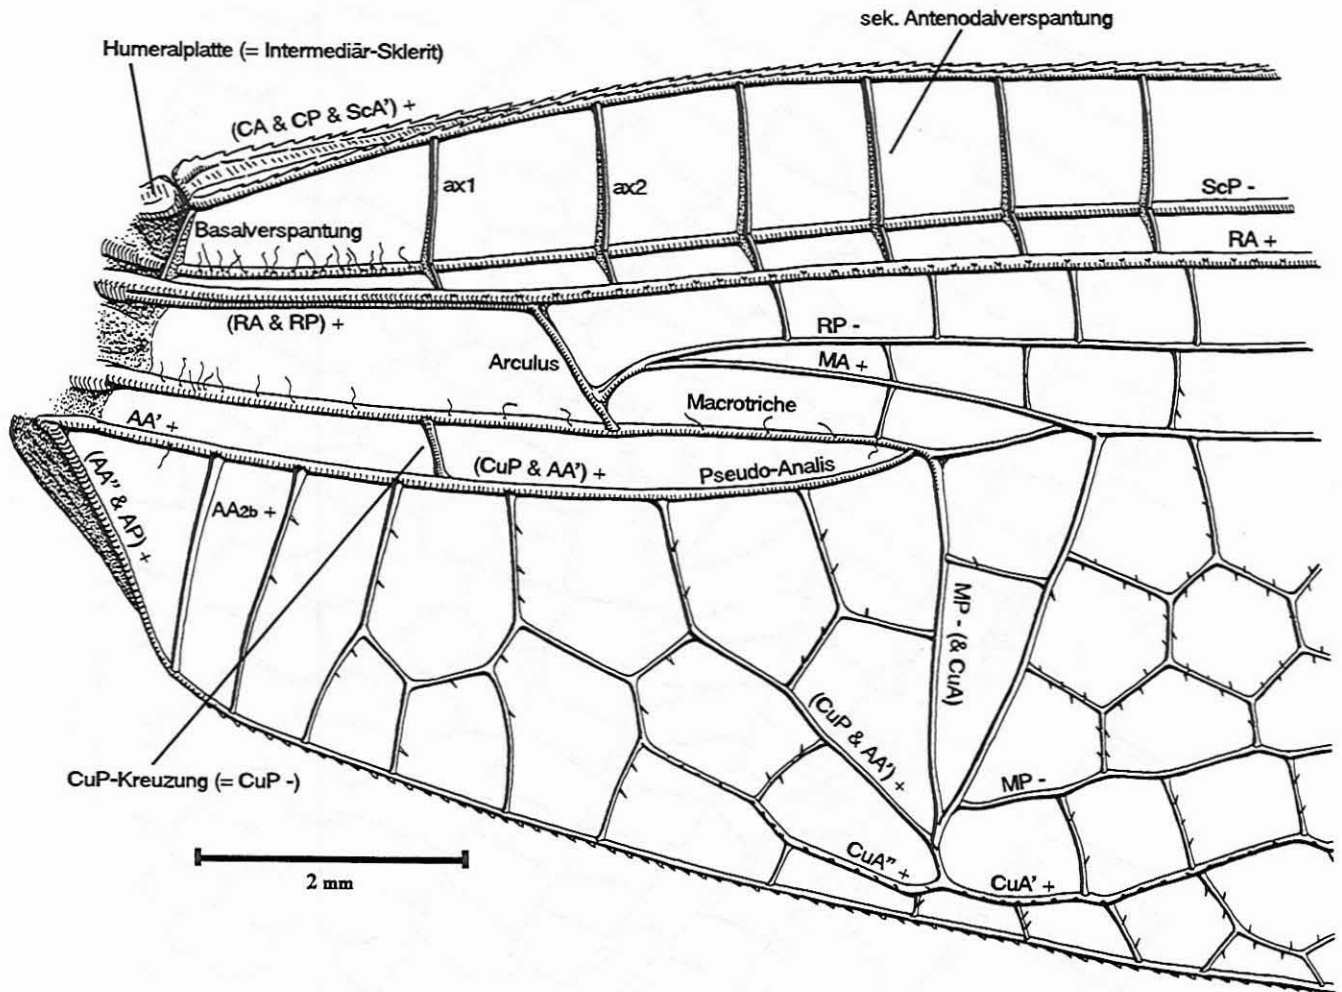 sek. Antenodalverspantung
Humeralplatte (= Intermediär-Sklerit)
(CA & CP & ScA') +
ax1
ax2
ScP -
Basalverspantung
RA +
(RA & RP) +
RP -
Arculus
MA +
Macrotriche
AA' +
(CuP & AA') +
Pseudo-Analis
(AA" & AP) +
AA2b +
MP - (& CuA)
(CuP & AA') +
CuP-Kreuzung (= CuP -)
MP -
CuA" +
CuA' +
2 mm